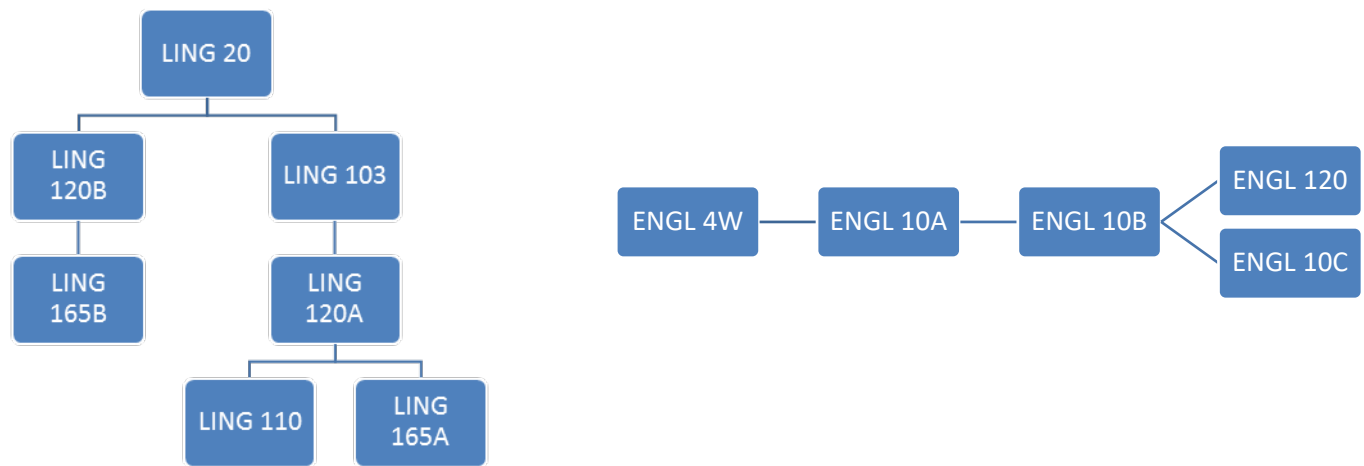 LING 20
LING
120B
LING 103
LING
165B
LING
120A
LING 110
LING
165A
ENGL 4W
ENGL 10A
ENGL 10B
ENGL 120
ENGL 10C